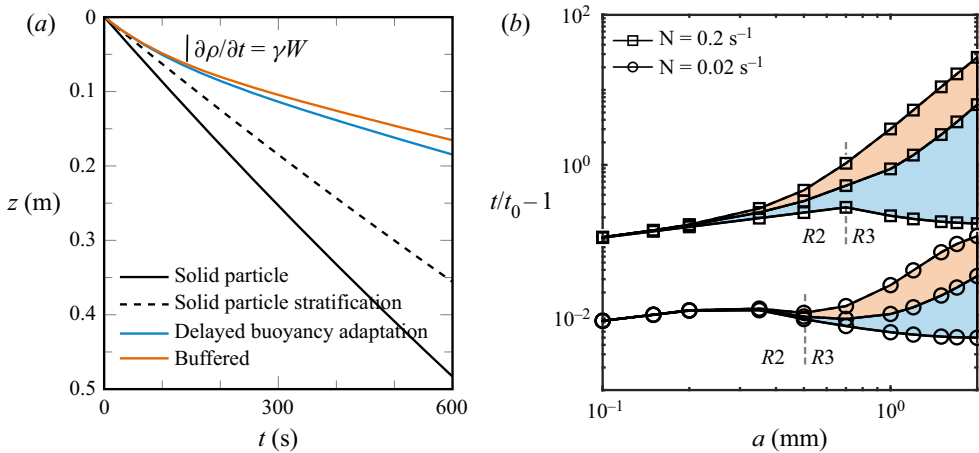 (a)
0
0.1
0.2
0.3
0.4
0.5
z (m)
∂ρ/∂t = γW
Solid particle
Solid particle stratification
Delayed buoyancy adaptation
Buffered
0
300
600
t (s)
(b)
10²
10⁰
10⁻²
t/t₀ – 1
N = 0.2 s⁻¹
N = 0.02 s⁻¹
R2
R3
R2
R3
10⁻¹
10⁰
a (mm)